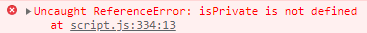 Uncaught ReferenceError: isPrivate is not defined
at script.js:334:13